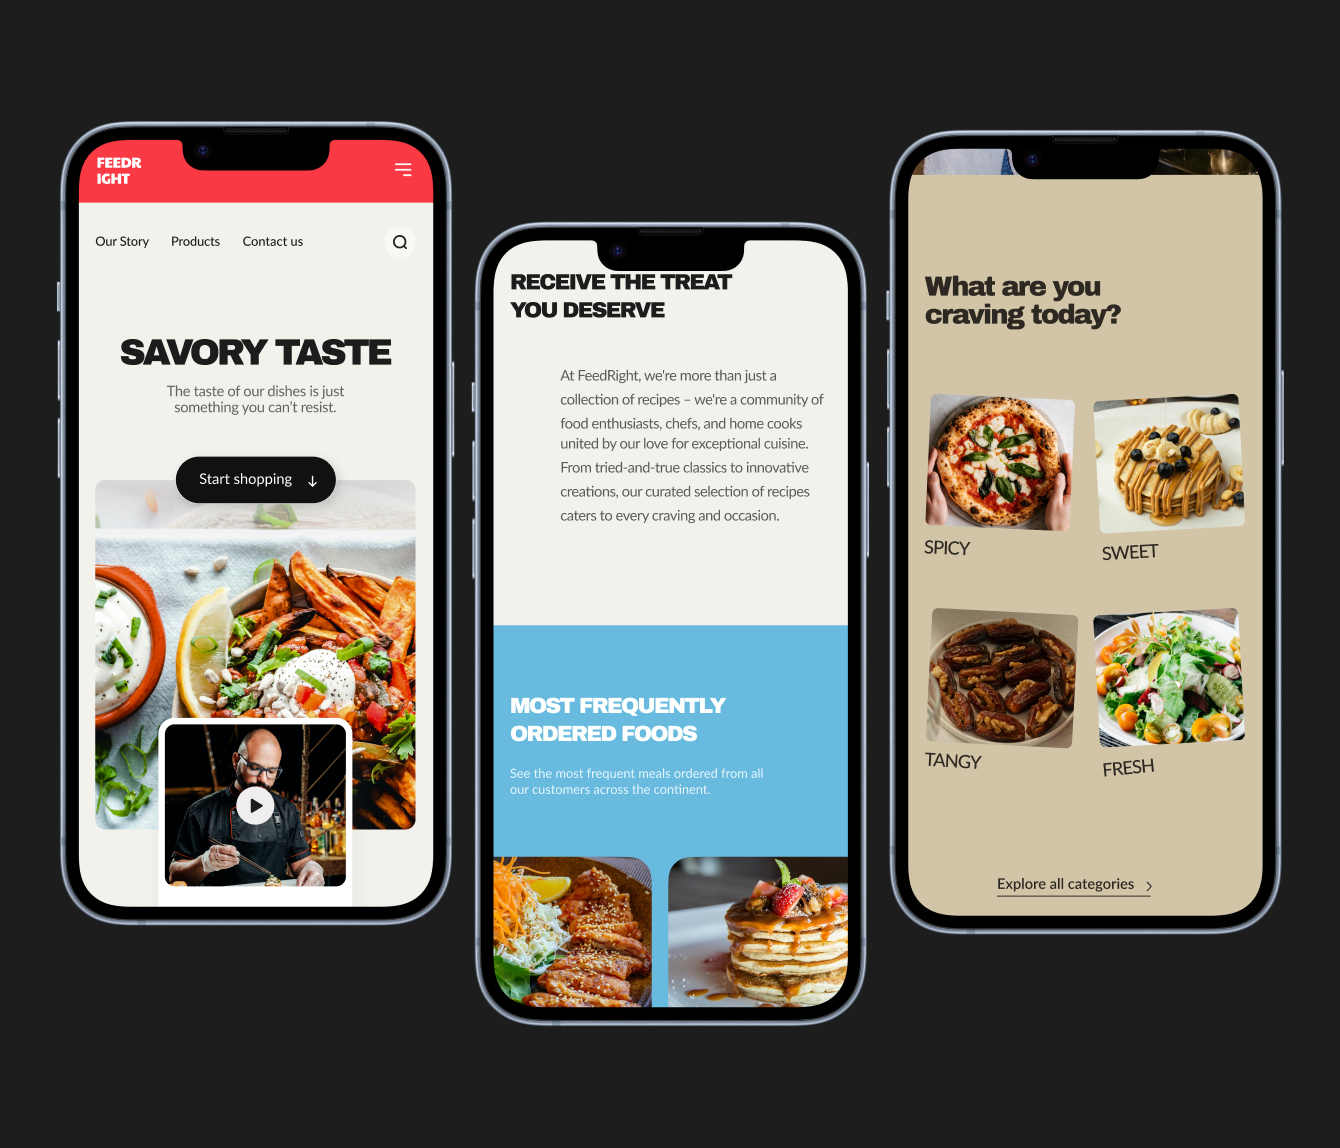 FEEDR
IGHT
Our Story Products Contact us
SAVORY TASTE
The taste of our dishes is just
something you can't resist.
Start shopping
RECEIVE THE TREAT
YOU DESERVE
At FeedRight, we're more than just a
collection of recipes – we're a community of
food enthusiasts, chefs, and home cooks
united by our love for exceptional cuisine.
From tried-and-true classics to innovative
creations, our curated selection of recipes
caters to every craving and occasion.
MOST FREQUENTLY
ORDERED FOODS
See the most frequent meals ordered from all
our customers across the continent.
What are you
craving today?
SPICY
SWEET
TANGY
FRESH
Explore all categories